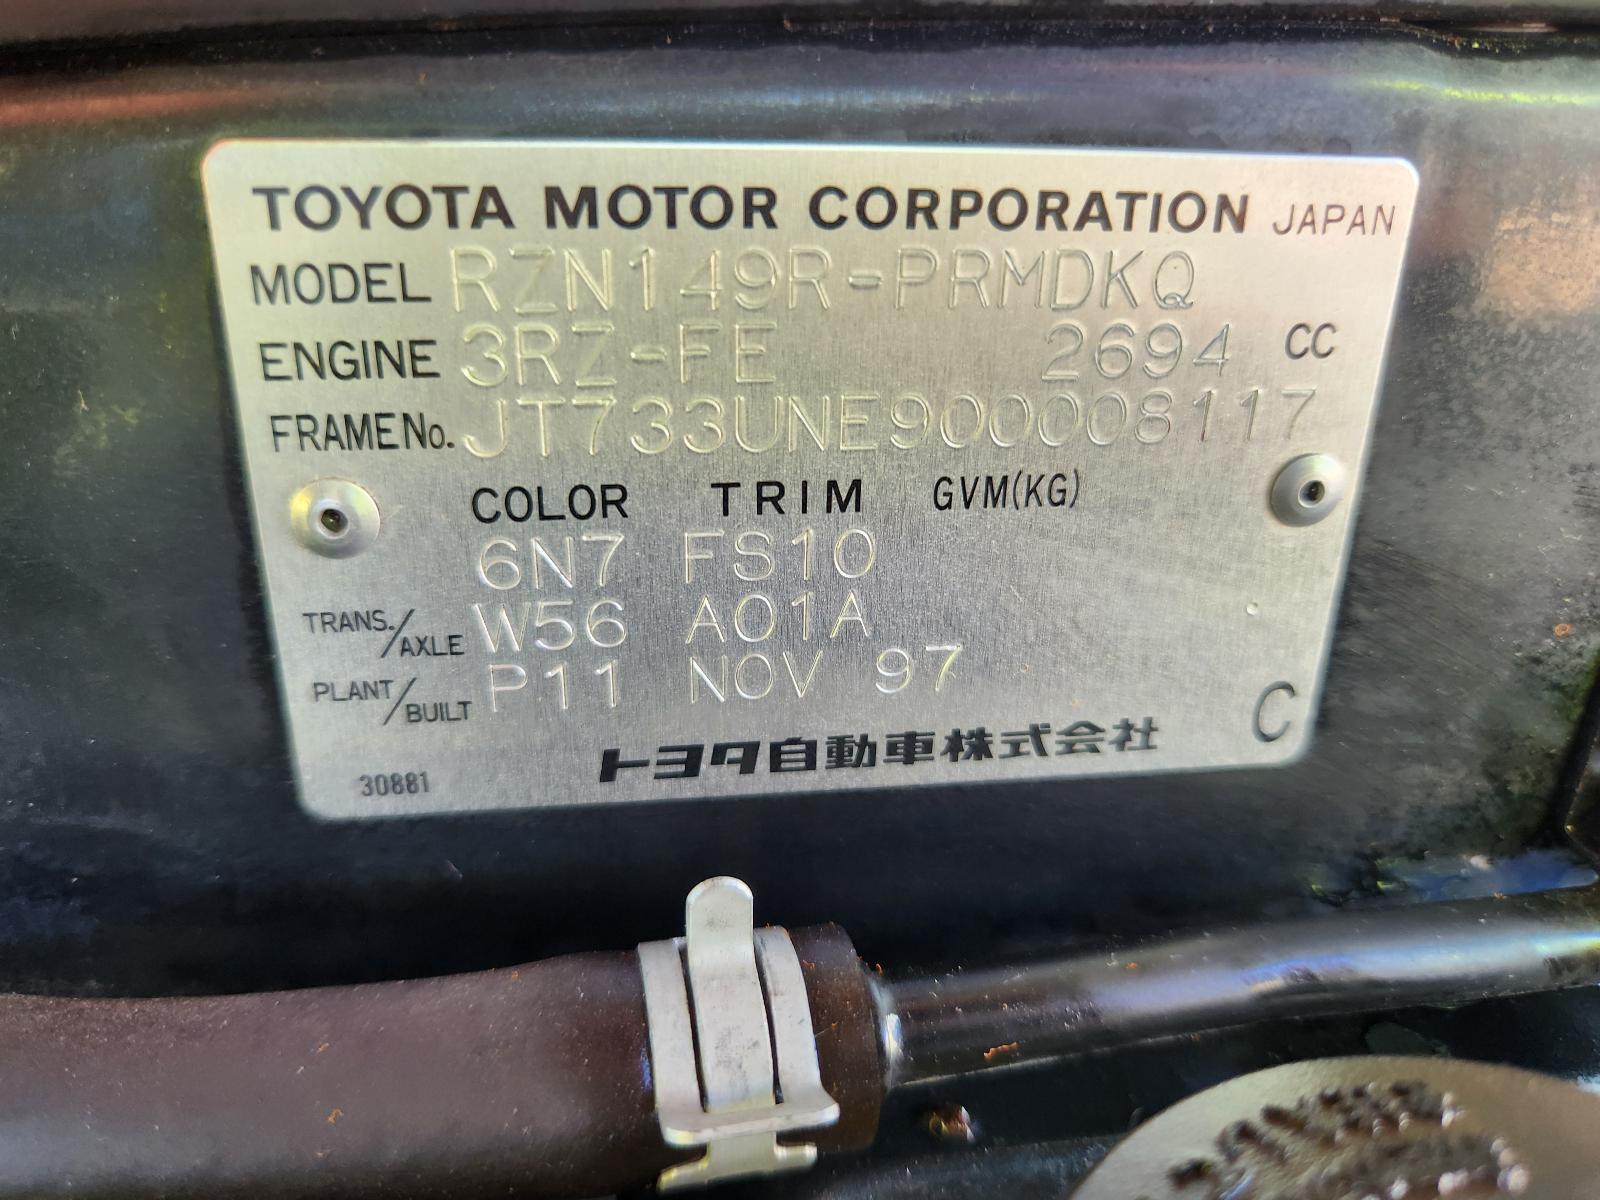 TOYOTA MOTOR CORPORATION JAPAN
MODEL RZN149R-PRMDKQ
ENGINE 3RZ-FE 2694 CC
FRAME No. JT733UNE900008117
COLOR TRIM GVM(KG)
6N7 FS10
TRANS./AXLE W56 A01A
PLANT/BUILT P11 NOV 97
トヨタ自動車株式会社 C
30881